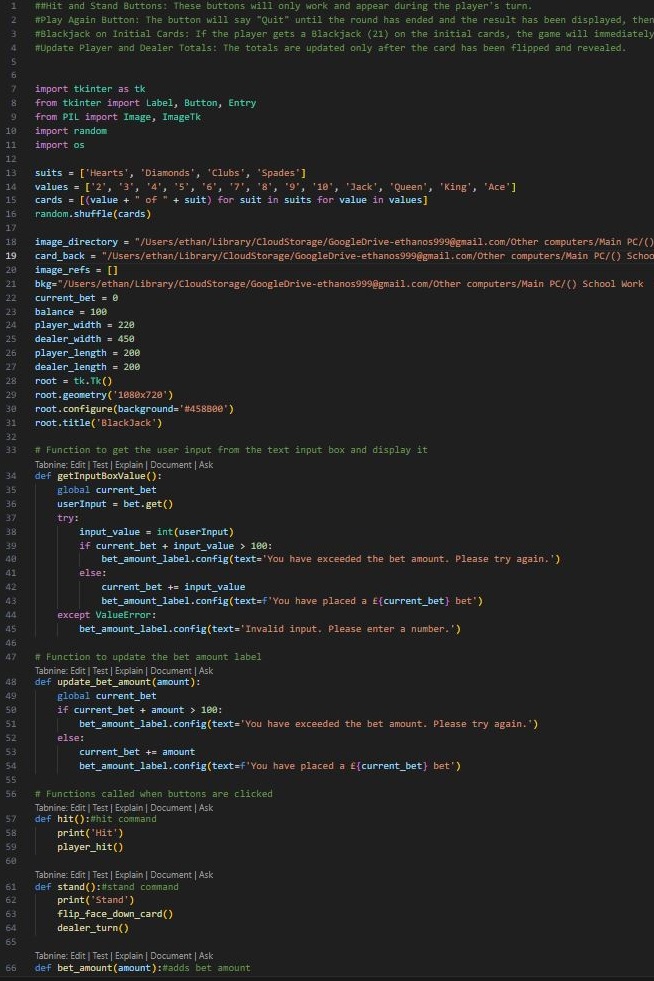 1 ##Hit and Stand Buttons: These buttons will only work and appear during the player's turn.
2 #Play Again Button: The button will say "Quit" until the round has ended and the result has been displayed, then
3 #Blackjack on Initial Cards: If the player gets a Blackjack (21) on the initial cards, the game will immediately
4 #Update Player and Dealer Totals: The totals are updated only after the card has been flipped and revealed.
5
6
7 import tkinter as tk
8 from tkinter import Label, Button, Entry
9 from PIL import Image, ImageTk
10 import random
11 import os
12
13 suits = ['Hearts', 'Diamonds', 'Clubs', 'Spades']
14 values = ['2', '3', '4', '5', '6', '7', '8', '9', '10', 'Jack', 'Queen', 'King', 'Ace']
15 cards = [(value + " of " + suit) for suit in suits for value in values]
16 random.shuffle(cards)
17
18 image_directory = "/Users/ethan/Library/CloudStorage/GoogleDrive-ethanos999@gmail.com/Other computers/Main PC/()
19 card_back = "/Users/ethan/Library/CloudStorage/GoogleDrive-ethanos999@gmail.com/Other computers/Main PC/() Schoo
20 image_refs = []
21 bkg="/Users/ethan/Library/CloudStorage/GoogleDrive-ethanos999@gmail.com/Other computers/Main PC/() School Work
22 current_bet = 0
23 balance = 100
24 player_width = 220
25 dealer_width = 450
26 player_length = 200
27 dealer_length = 200
28 root = tk.Tk()
29 root.geometry('1080x720')
30 root.configure(background='#458B00')
31 root.title('BlackJack')
32
33 # Function to get the user input from the text input box and display it
Tabnine: Edit | Test | Explain | Document | Ask
34 def getInputBoxValue():
35 global current_bet
36 userInput = bet.get()
37 try:
38 input_value = int(userInput)
39 if current_bet + input_value > 100:
40 bet_amount_label.config(text='You have exceeded the bet amount. Please try again.')
41 else:
42 current_bet += input_value
43 bet_amount_label.config(text=f'You have placed a £{current_bet} bet')
44 except ValueError:
45 bet_amount_label.config(text='Invalid input. Please enter a number.')
46
47 # Function to update the bet amount label
Tabnine: Edit | Test | Explain | Document | Ask
48 def update_bet_amount(amount):
49 global current_bet
50 if current_bet + amount > 100:
51 bet_amount_label.config(text='You have exceeded the bet amount. Please try again.')
52 else:
53 current_bet += amount
54 bet_amount_label.config(text=f'You have placed a £{current_bet} bet')
55
56 # Functions called when buttons are clicked
Tabnine: Edit | Test | Explain | Document | Ask
57 def hit():#hit command
58 print('Hit')
59 player_hit()
60
Tabnine: Edit | Test | Explain | Document | Ask
61 def stand():#stand command
62 print('Stand')
63 flip_face_down_card()
64 dealer_turn()
65
Tabnine: Edit | Test | Explain | Document | Ask
66 def bet_amount(amount):#adds bet amount